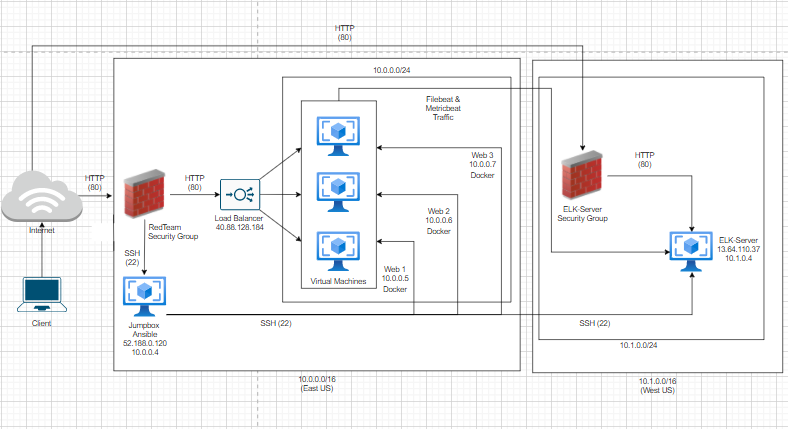 HTTP
(80)
10.0.0.0/24
Filebeat &
Metricbeat
Traffic
HTTP
(80)
HTTP
(80)
HTTP
(80)
Web 3
10.0.0.7
Docker
Internet
RedTeam
Security Group
Load Balancer
40.88.128.184
Web 2
10.0.0.6
Docker
ELK-Server
Security Group
ELK-Server
13.64.110.37
10.1.0.4
SSH
(22)
Virtual Machines
Web 1
10.0.0.5
Docker
Client
Jumpbox
Ansible
52.188.0.120
10.0.0.4
SSH (22)
SSH (22)
10.1.0.0/24
10.0.0.0/16
(East US)
10.1.0.0/16
(West US)